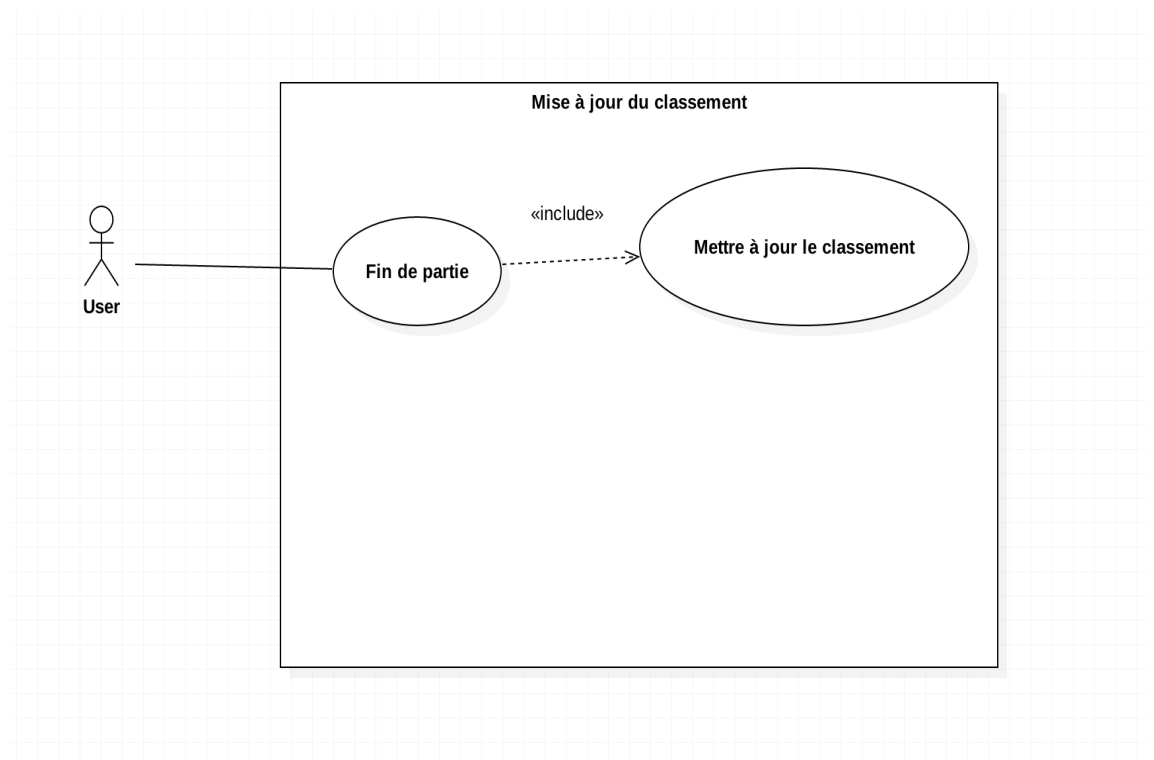 Mise à jour du classement
«include»
Mettre à jour le classement
Fin de partie
User